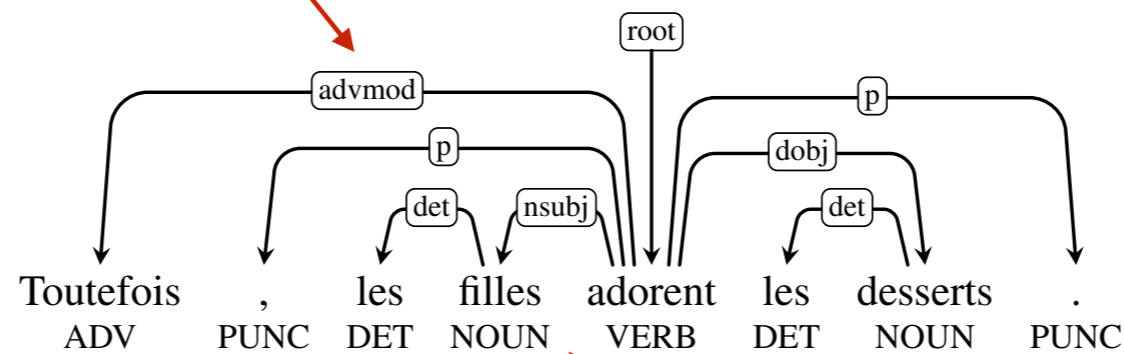 root
advmod p
p dobj
det nsubj det
Toutefois , les filles adorent les desserts .
ADV PUNC DET NOUN VERB DET NOUN PUNC